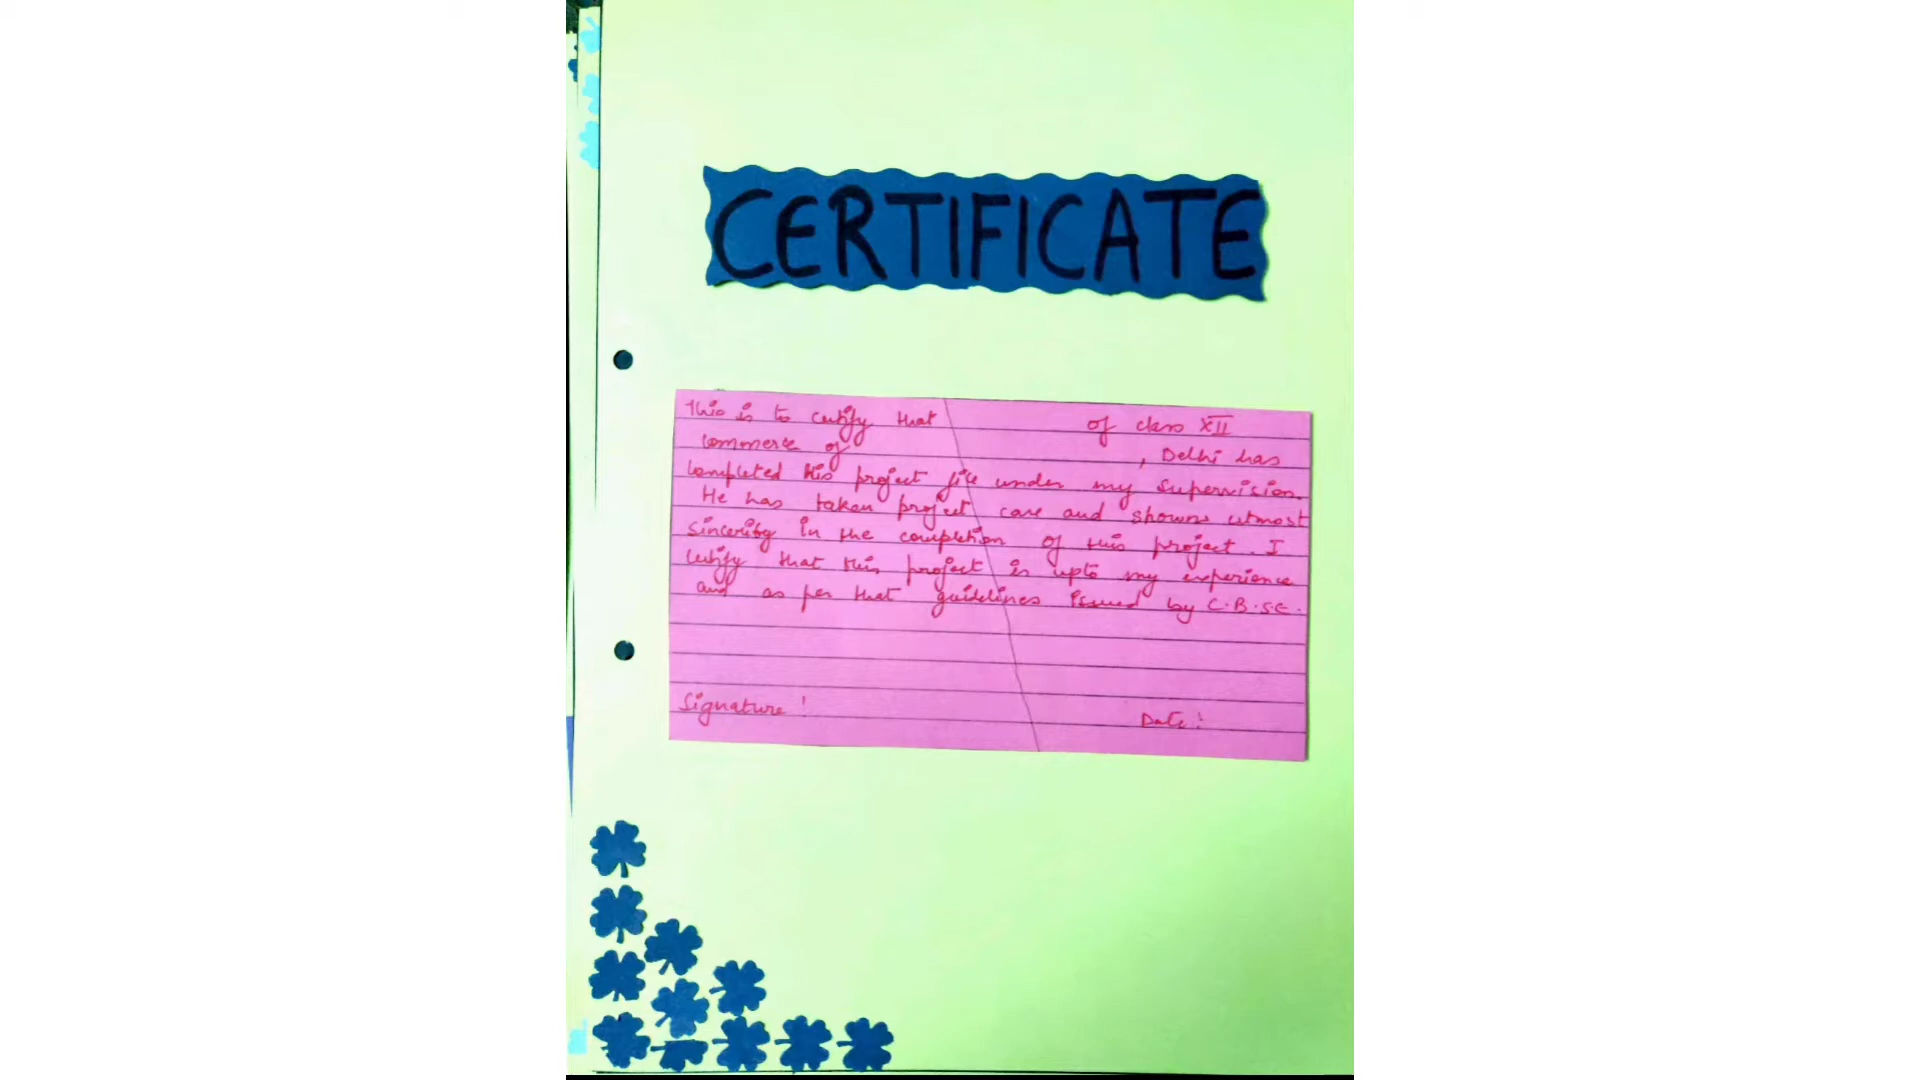 CERTIFICATE
This is to certify that of class XII
commerce of , Delhi has
completed this project file under my supervision.
He has taken project care and shown utmost
sincerity in the completion of this project. I
certify that this project is upto my experience
and as per that guidelines issued by C.B.S.E.
Signature : Date :